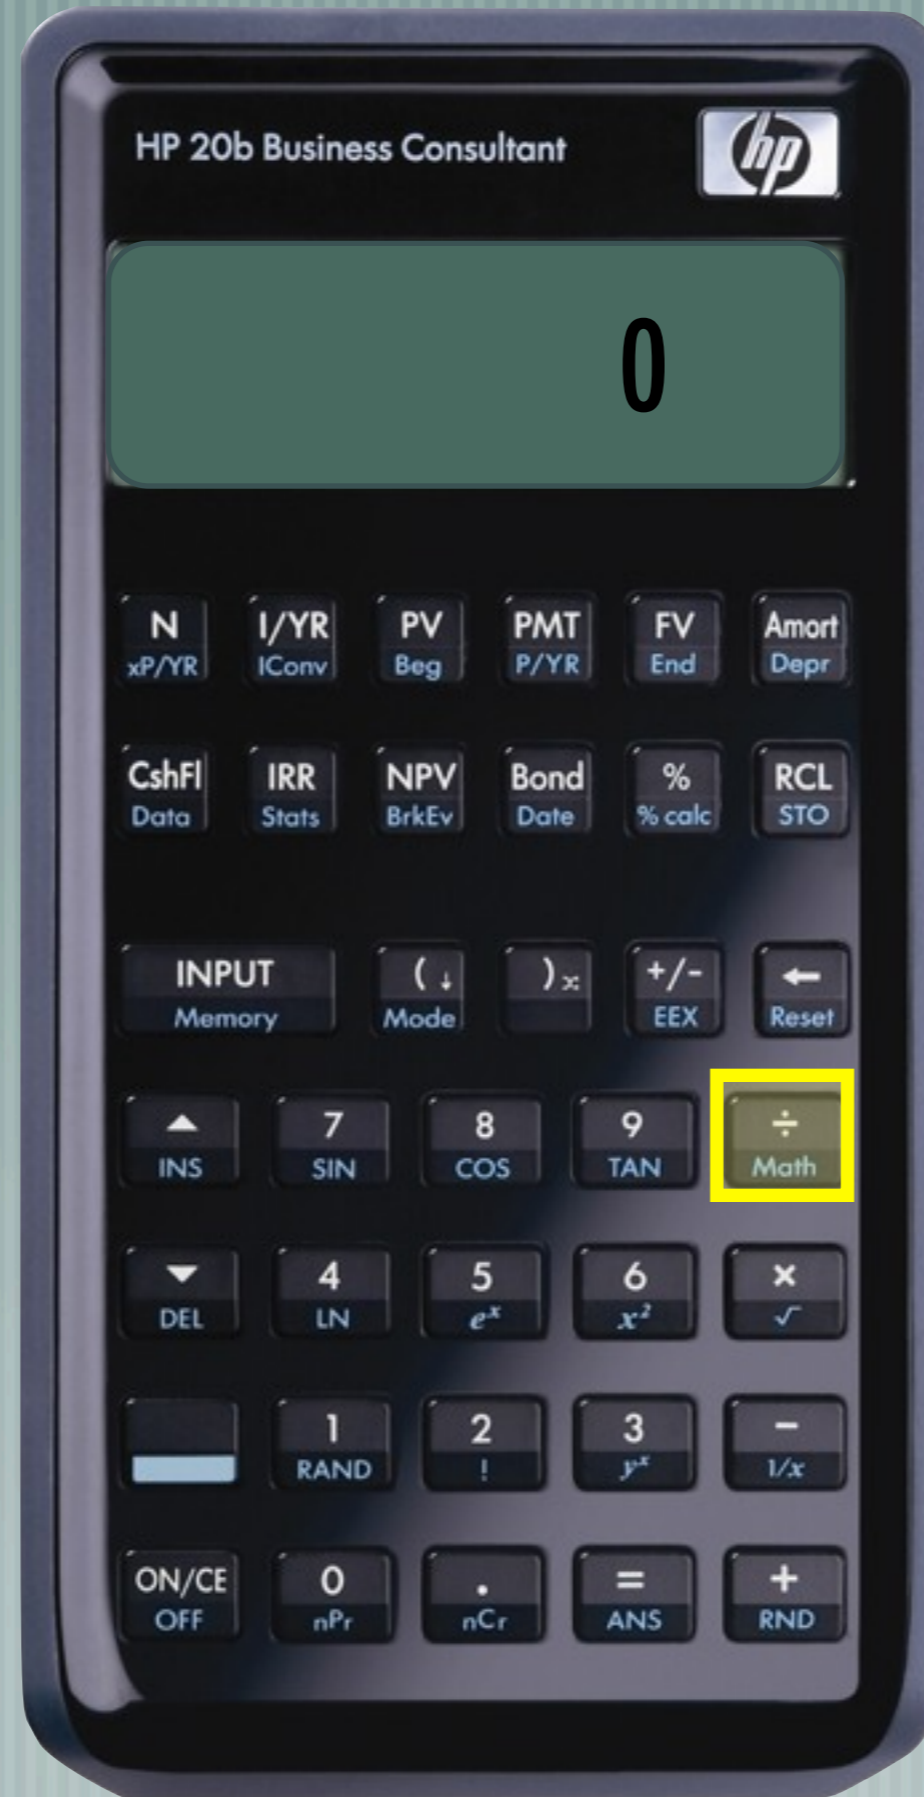 HP 20b Business Consultant
hp
0
N I/YR PV PMT FV Amort
xP/YR IConv Beg P/YR End Depr
CshFl IRR NPV Bond % RCL
Data Stats BrkEv Date % calc STO
INPUT ( ↓ ) x +/- ←
Memory Mode EEX Reset
▲ 7 8 9 ÷
INS SIN COS TAN Math
▼ 4 5 6 ×
DEL LN eˣ x² √
1 2 3 −
RAND ! yˣ 1/x
ON/CE 0 . = +
OFF nPr nCr ANS RND